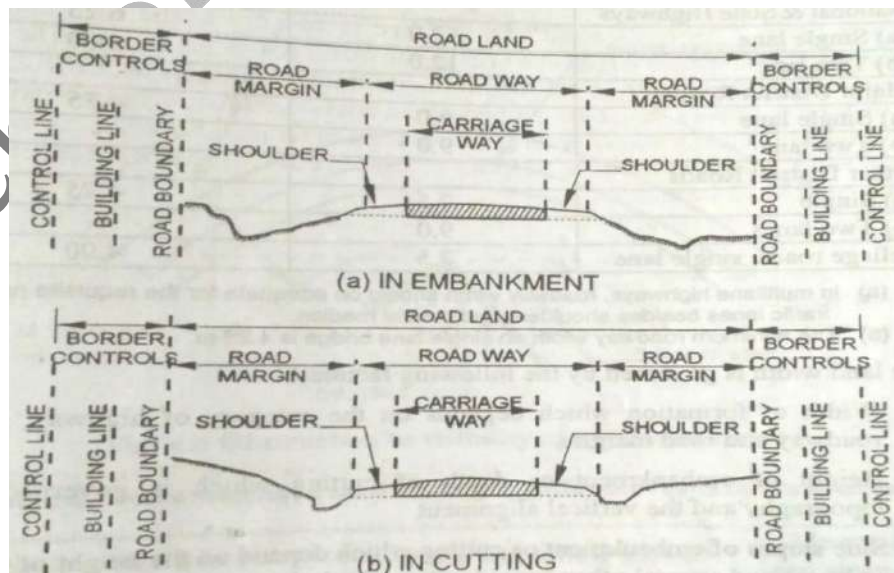 ROAD LAND
BORDER CONTROLS
BORDER CONTROLS
ROAD MARGIN
ROAD WAY
ROAD MARGIN
CARRIAGE WAY
SHOULDER
SHOULDER
CONTROL LINE
BUILDING LINE
ROAD BOUNDARY
ROAD BOUNDARY
BUILDING LINE
CONTROL LINE
(a) IN EMBANKMENT
ROAD LAND
BORDER CONTROLS
BORDER CONTROLS
ROAD MARGIN
ROAD WAY
ROAD MARGIN
CARRIAGE WAY
SHOULDER
SHOULDER
CONTROL LINE
BUILDING LINE
ROAD BOUNDARY
ROAD BOUNDARY
BUILDING LINE
CONTROL LINE
(b) IN CUTTING